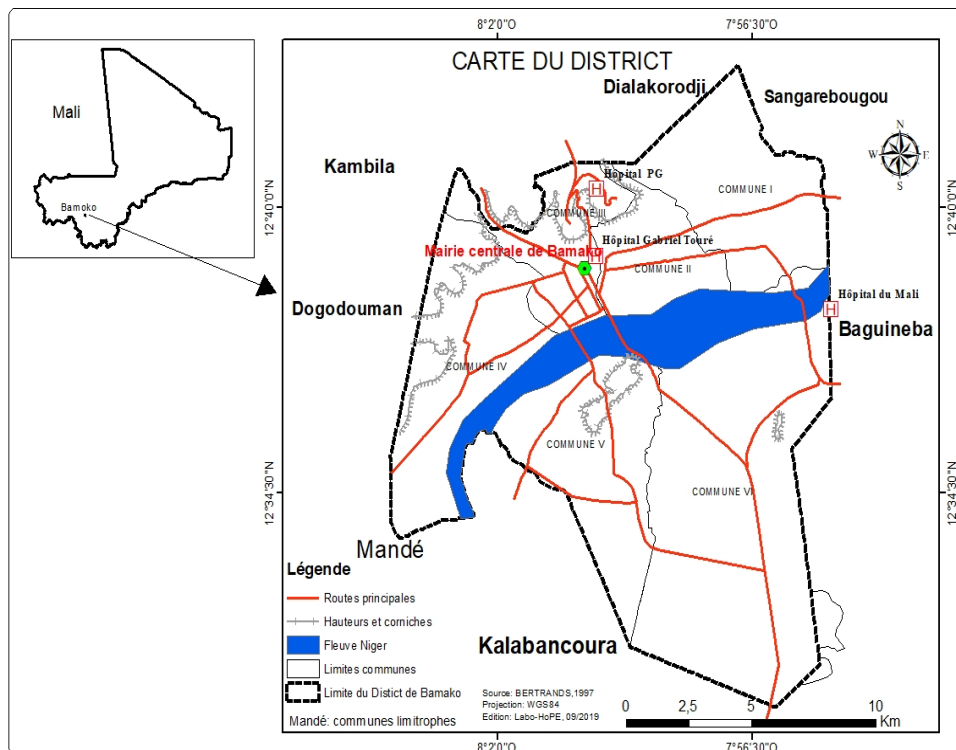 Mali
Bamoko
8°2'0"O
7°56'30"O
CARTE DU DISTRICT
Dialakorodji
Sangarebougou
N
W
E
S
Kambila
Hôpital PG
COMMUNE I
COMMUNE III
12°40'0"N
12°40'0"N
Hôpital Gabriel Touré
Mairie centrale de Bamako
H
H
COMMUNE II
Hôpital du Mali
H
Dogodouman
Baguineba
COMMUNE IV
COMMUNE V
COMMUNE VI
12°34'30"N
12°34'30"N
Mandé
Légende
Routes principales
Hauteurs et corniches
Fleuve Niger
Limites communes
Limite du Distict de Bamako
Mandé: communes limitrophes
Kalabancoura
Source: BERTRANDS,1997
Projection: WGS84
Edition: Labo-HoPE, 09/2019
0
2,5
5
10
Km
8°2'0"O
7°56'30"O